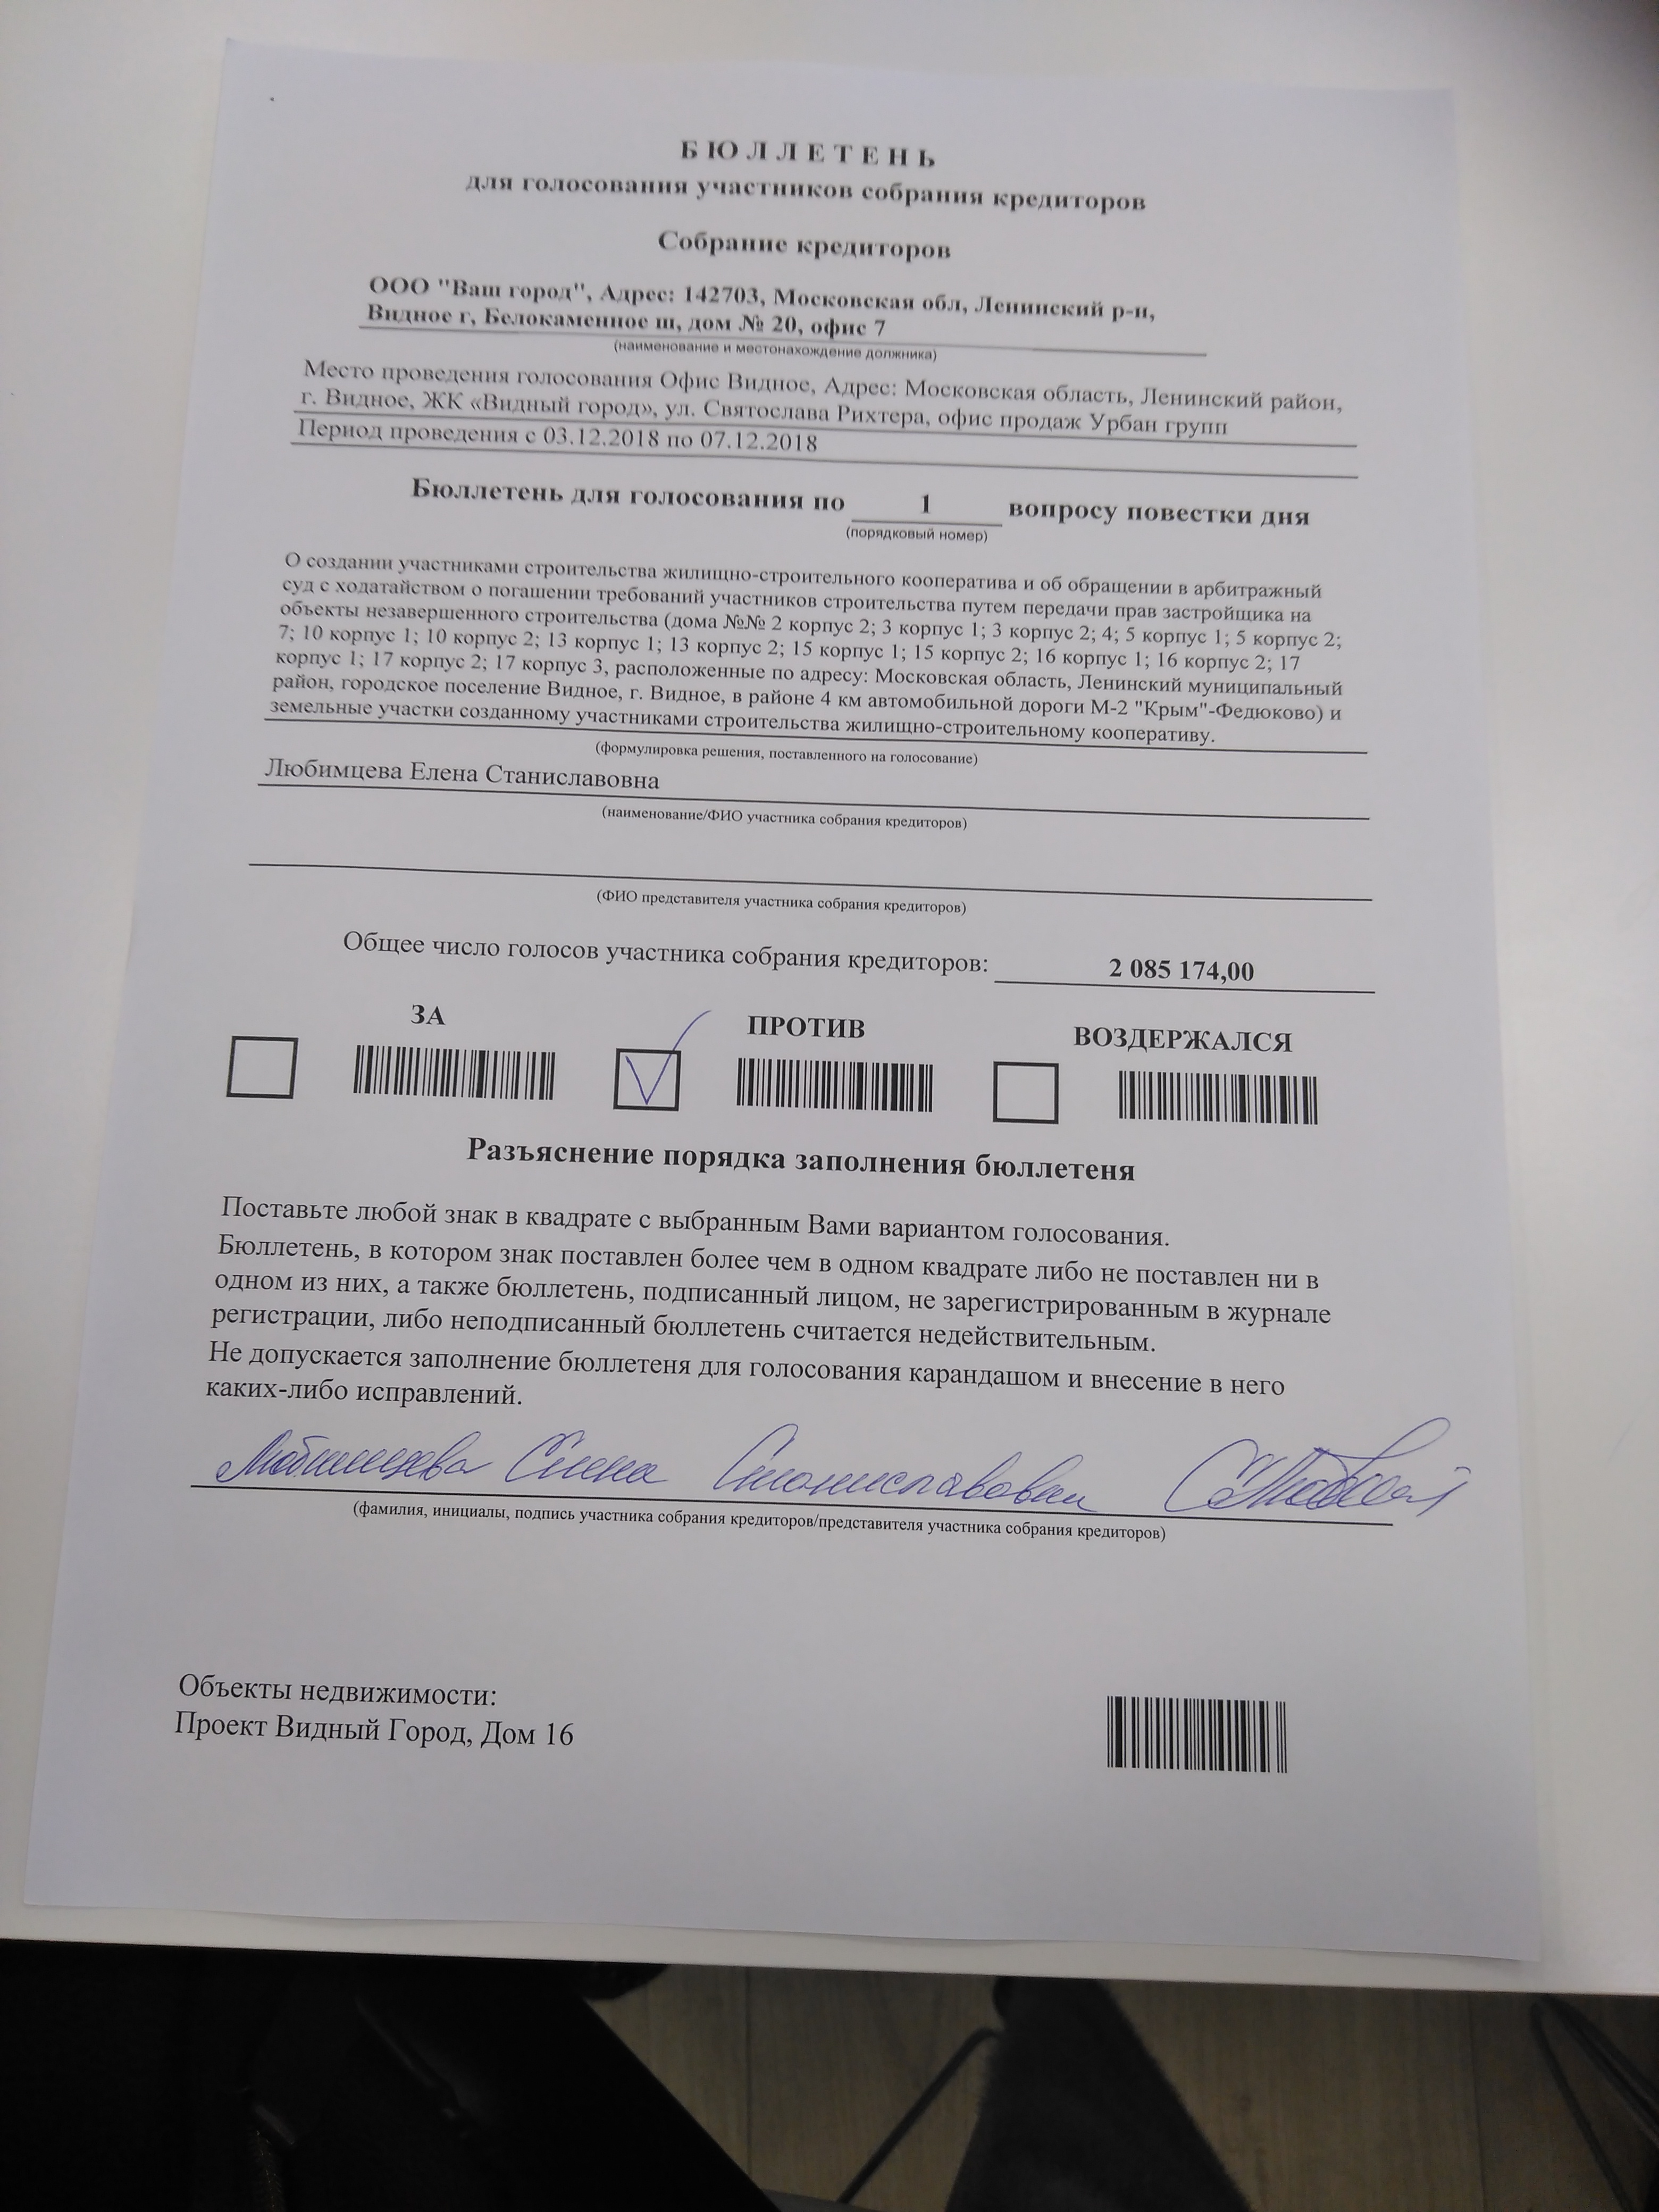 БЮЛЛЕТЕНЬ
для голосования участников собрания кредиторов
Собрание кредиторов
ООО "Ваш город", Адрес: 142703, Московская обл, Ленинский р-н,
Видное г, Белокаменное ш, дом № 20, офис 7
(наименование и местонахождение должника)
Место проведения голосования Офис Видное, Адрес: Московская область, Ленинский район,
г. Видное, ЖК «Видный город», ул. Святослава Рихтера, офис продаж Урбан групп
Период проведения с 03.12.2018 по 07.12.2018
Бюллетень для голосования по 1 вопросу повестки дня
(порядковый номер)
О создании участниками строительства жилищно-строительного кооператива и об обращении в арбитражный
суд с ходатайством о погашении требований участников строительства путем передачи прав застройщика на
объекты незавершенного строительства (дома №№ 2 корпус 2; 3 корпус 1; 3 корпус 2; 4; 5 корпус 1; 5 корпус 2;
7; 10 корпус 1; 10 корпус 2; 13 корпус 1; 13 корпус 2; 15 корпус 1; 15 корпус 2; 16 корпус 1; 16 корпус 2; 17
корпус 1; 17 корпус 2; 17 корпус 3, расположенные по адресу: Московская область, Ленинский муниципальный
район, городское поселение Видное, г. Видное, в районе 4 км автомобильной дороги М-2 "Крым"-Федюково) и
земельные участки созданному участниками строительства жилищно-строительному кооперативу.
(формулировка решения, поставленного на голосование)
Любимцева Елена Станиславовна
(наименование/ФИО участника собрания кредиторов)
(ФИО представителя участника собрания кредиторов)
Общее число голосов участника собрания кредиторов: 2 085 174,00
ЗА ПРОТИВ ВОЗДЕРЖАЛСЯ
Разъяснение порядка заполнения бюллетеня
Поставьте любой знак в квадрате с выбранным Вами вариантом голосования.
Бюллетень, в котором знак поставлен более чем в одном квадрате либо не поставлен ни в
одном из них, а также бюллетень, подписанный лицом, не зарегистрированным в журнале
регистрации, либо неподписанный бюллетень считается недействительным.
Не допускается заполнение бюллетеня для голосования карандашом и внесение в него
каких-либо исправлений.
Любимцева Елена Станиславовна
(фамилия, инициалы, подпись участника собрания кредиторов/представителя участника собрания кредиторов)
Объекты недвижимости:
Проект Видный Город, Дом 16